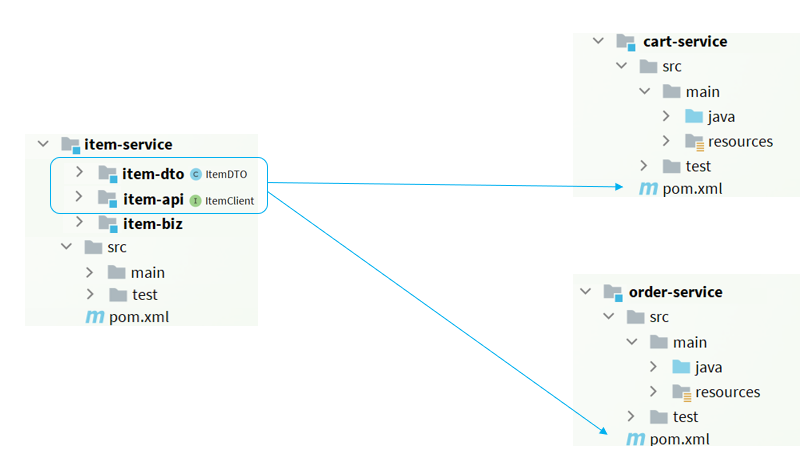 item-service
item-dto C ItemDTO
item-api I ItemClient
item-biz
src
main
test
m pom.xml
cart-service
src
main
java
resources
test
m pom.xml
order-service
src
main
java
resources
test
m pom.xml